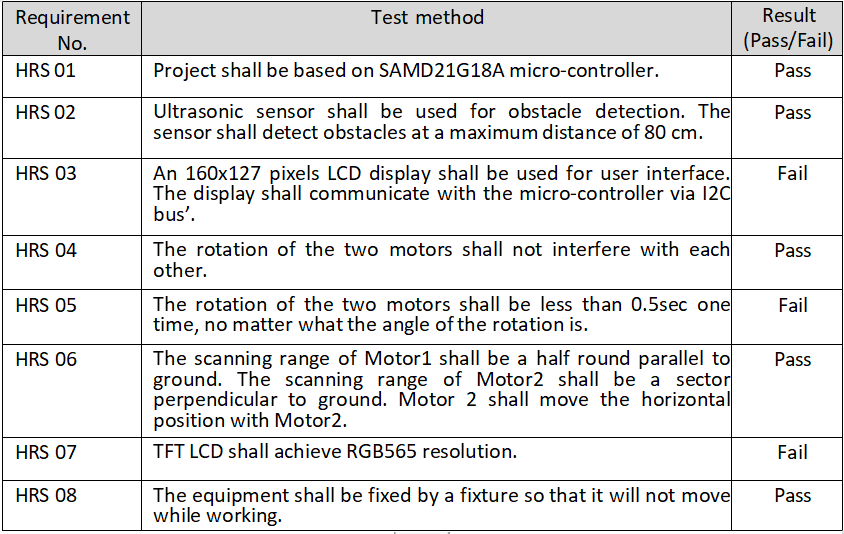 Requirement No. Test method Result (Pass/Fail)
HRS 01 Project shall be based on SAMD21G18A micro-controller. Pass
HRS 02 Ultrasonic sensor shall be used for obstacle detection. The Pass
sensor shall detect obstacles at a maximum distance of 80 cm.
HRS 03 An 160x127 pixels LCD display shall be used for user interface. Fail
The display shall communicate with the micro-controller via I2C
bus’.
HRS 04 The rotation of the two motors shall not interfere with each Pass
other.
HRS 05 The rotation of the two motors shall be less than 0.5sec one Fail
time, no matter what the angle of the rotation is.
HRS 06 The scanning range of Motor1 shall be a half round parallel to Pass
ground. The scanning range of Motor2 shall be a sector
perpendicular to ground. Motor 2 shall move the horizontal
position with Motor2.
HRS 07 TFT LCD shall achieve RGB565 resolution. Fail
HRS 08 The equipment shall be fixed by a fixture so that it will not move Pass
while working.